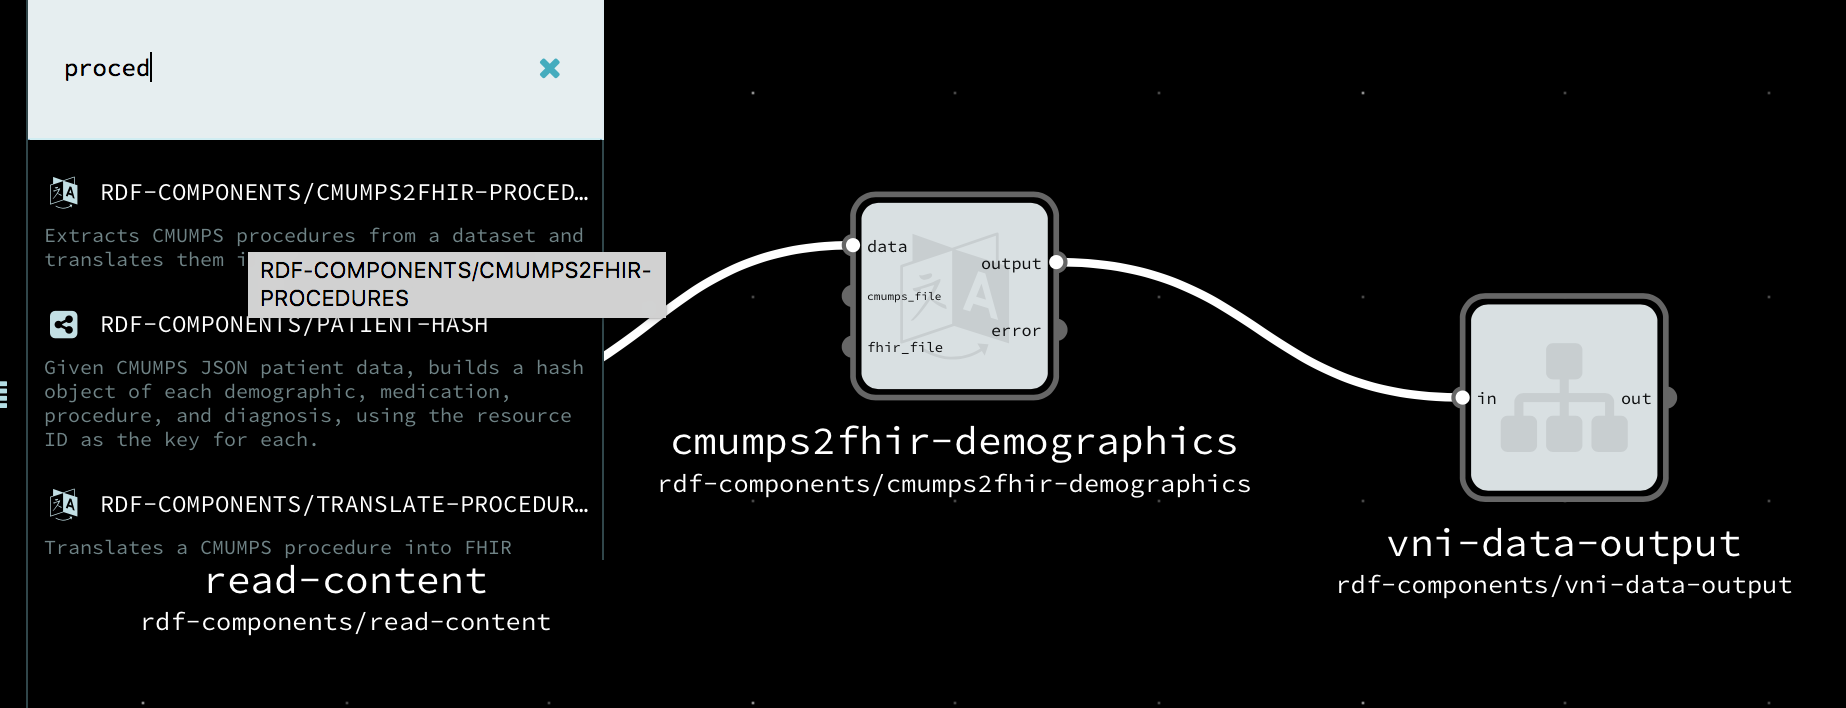 proced
RDF-COMPONENTS/CMUMPS2FHIR-PROCED…
Extracts CMUMPS procedures from a dataset and
translates them
RDF-COMPONENTS/CMUMPS2FHIR-
PROCEDURES
RDF-COMPONENTS/PATIENT-HASH
Given CMUMPS JSON patient data, builds a hash
object of each demographic, medication,
procedure, and diagnosis, using the resource
ID as the key for each.
RDF-COMPONENTS/TRANSLATE-PROCEDUR…
Translates a CMUMPS procedure into FHIR
read-content
rdf-components/read-content
data
output
cmumps_file
error
fhir_file
cmumps2fhir-demographics
rdf-components/cmumps2fhir-demographics
in
out
vni-data-output
rdf-components/vni-data-output